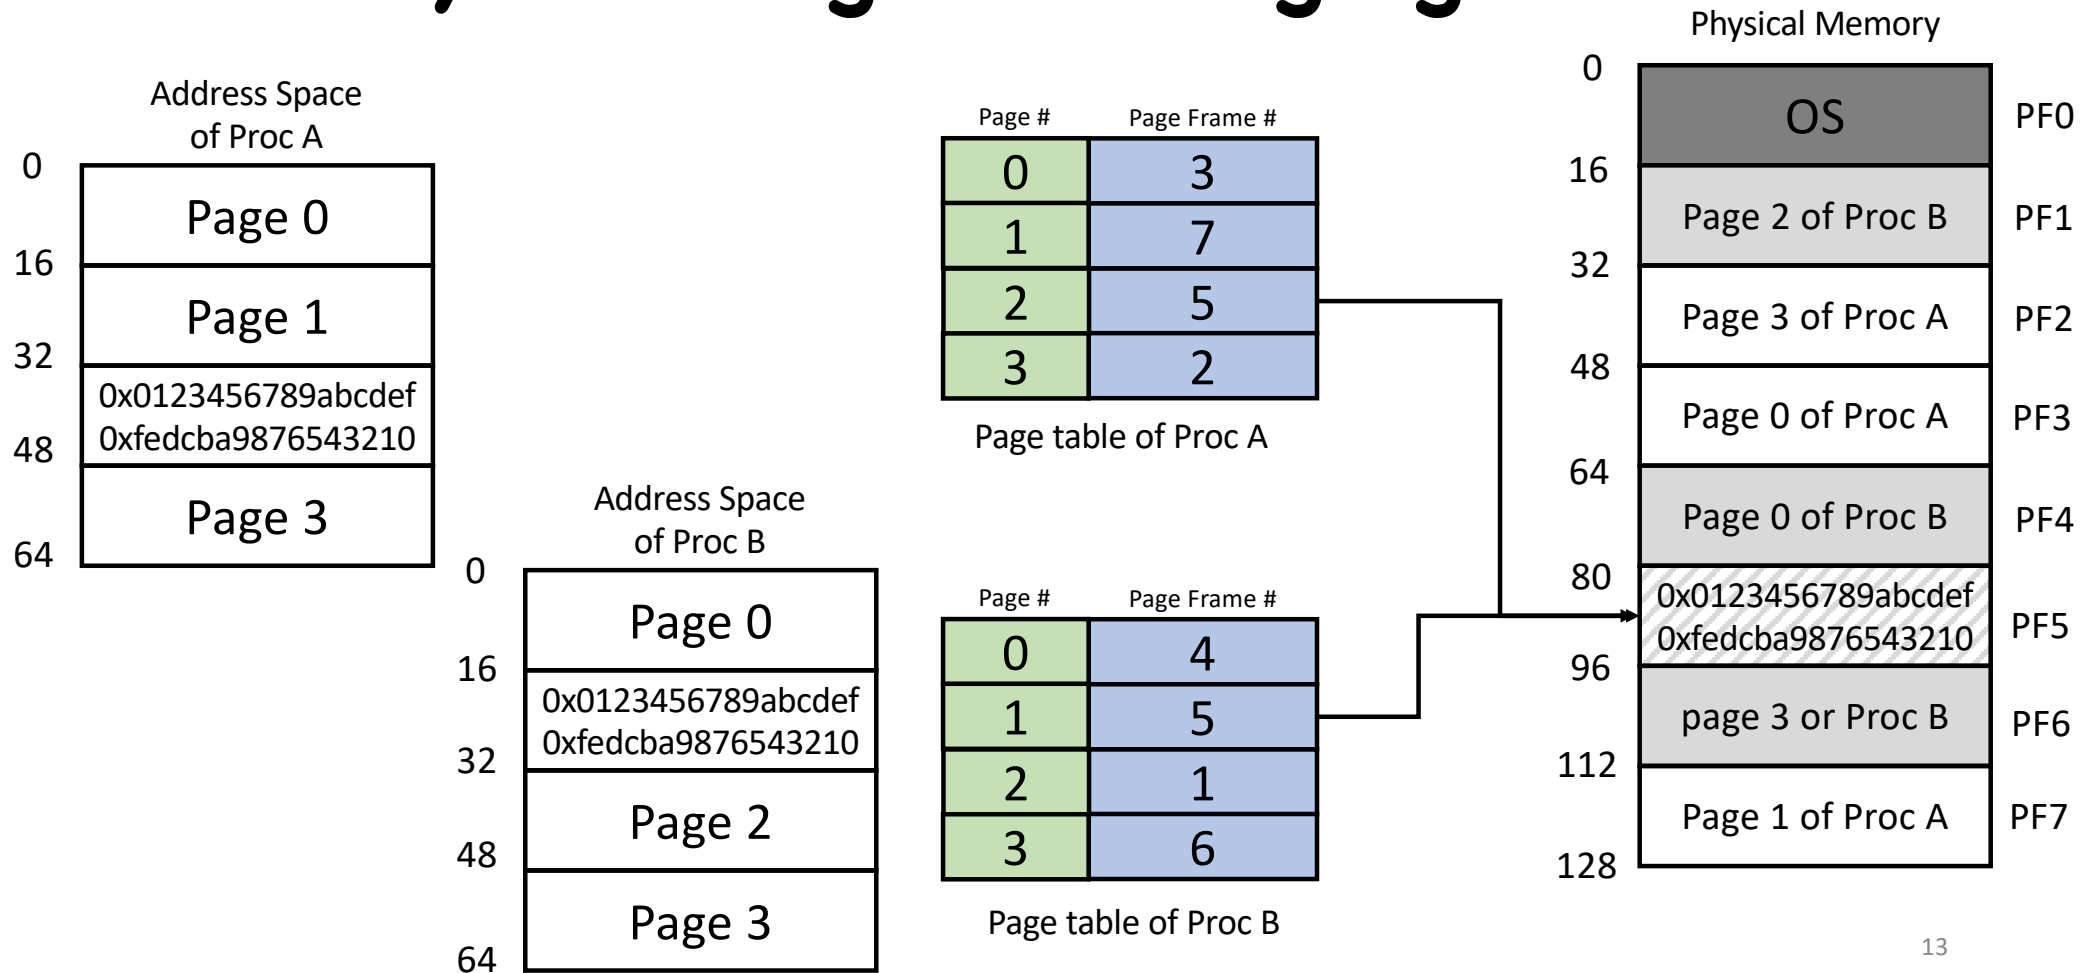 Physical Memory
Address Space
of Proc A
0
Page 0
16
Page 1
32
0x0123456789abcdef
0xfedcba9876543210
48
Page 3
64
Address Space
of Proc B
0
Page 0
16
0x0123456789abcdef
0xfedcba9876543210
32
Page 2
48
Page 3
64
Page # Page Frame #
0 3
1 7
2 5
3 2
Page table of Proc A
Page # Page Frame #
0 4
1 5
2 1
3 6
Page table of Proc B
0
OS PF0
16
Page 2 of Proc B PF1
32
Page 3 of Proc A PF2
48
Page 0 of Proc A PF3
64
Page 0 of Proc B PF4
80
0x0123456789abcdef
0xfedcba9876543210 PF5
96
page 3 or Proc B PF6
112
Page 1 of Proc A PF7
128
13